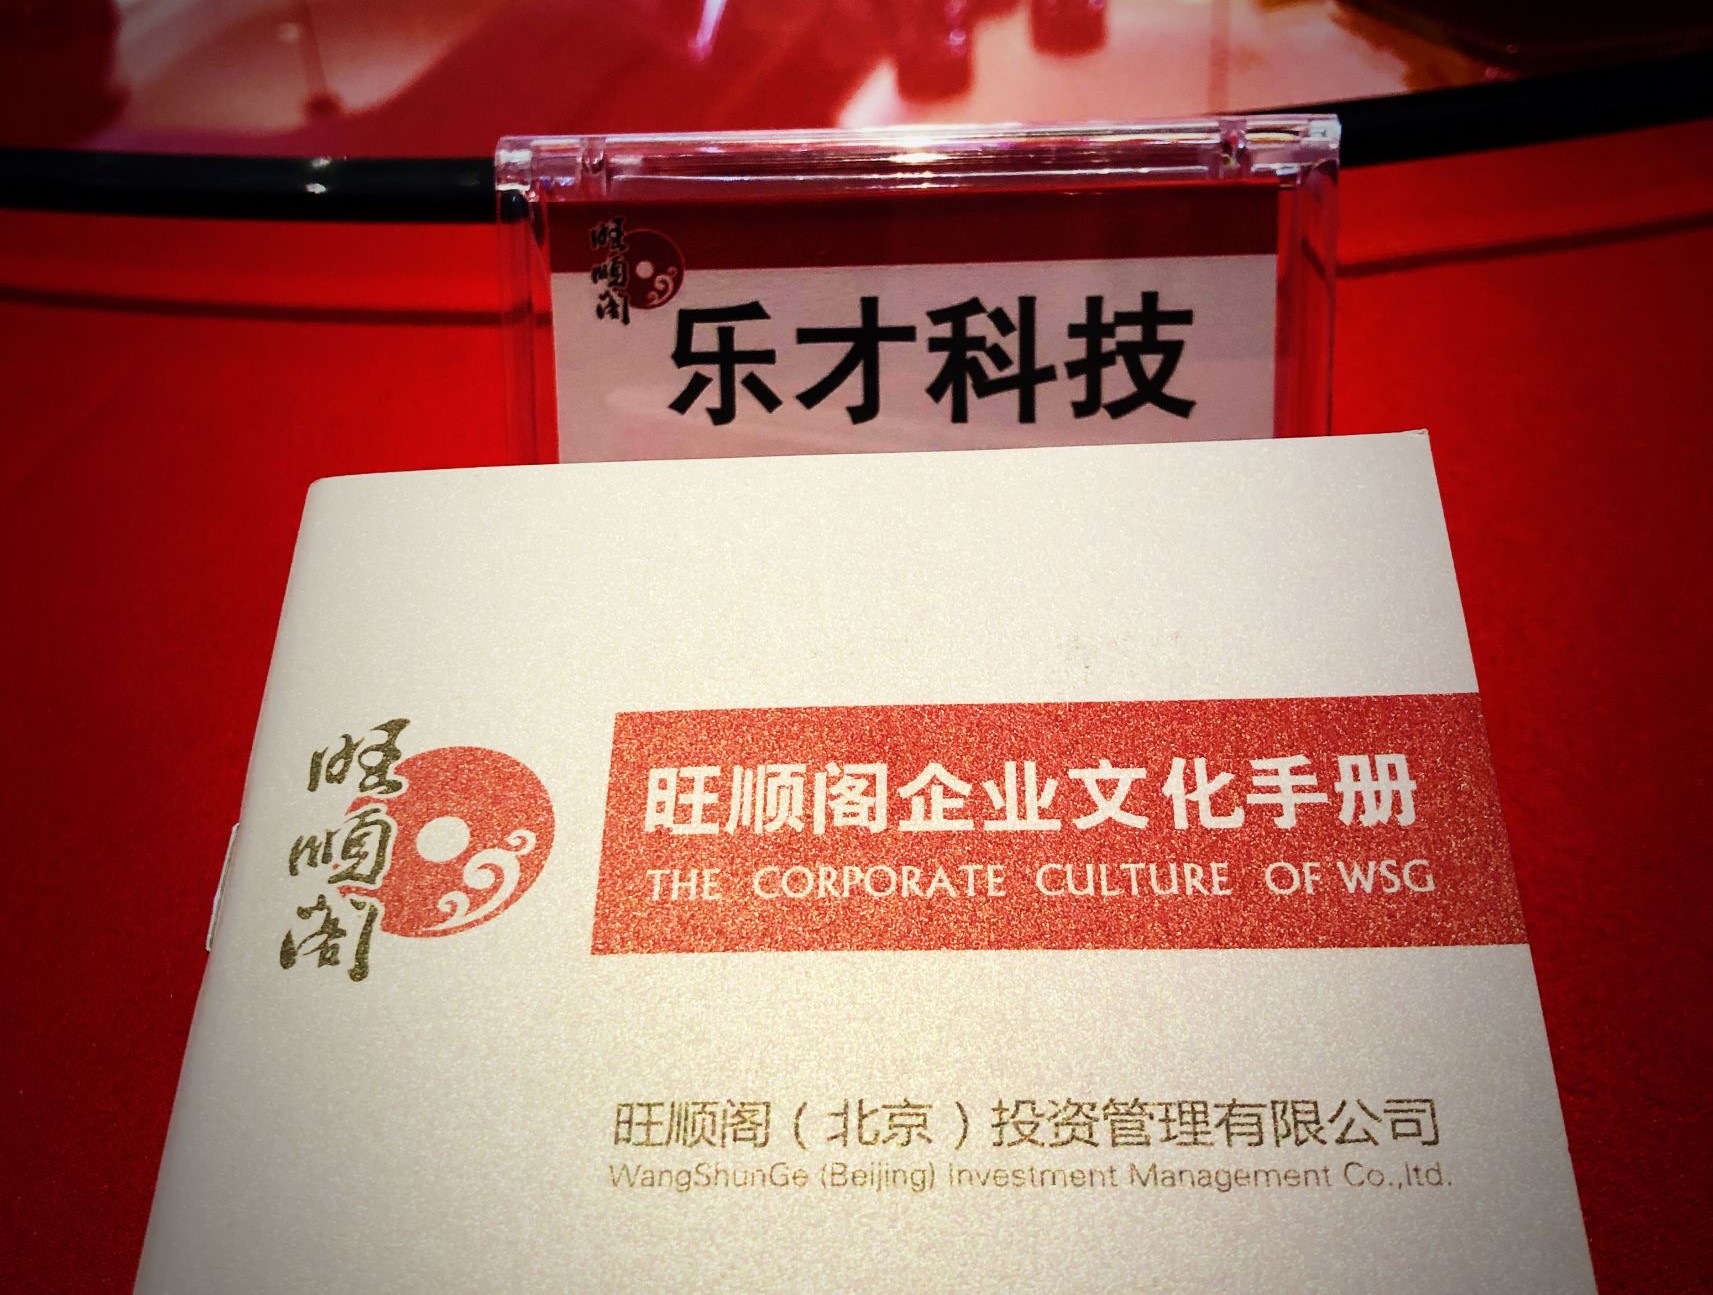 旺順阁
乐才科技
旺順阁
旺顺阁企业文化手册
THE CORPORATE CULTURE OF WSG
旺顺阁（北京）投资管理有限公司
WangShunGe (Beijing) Investment Management Co.,ltd.